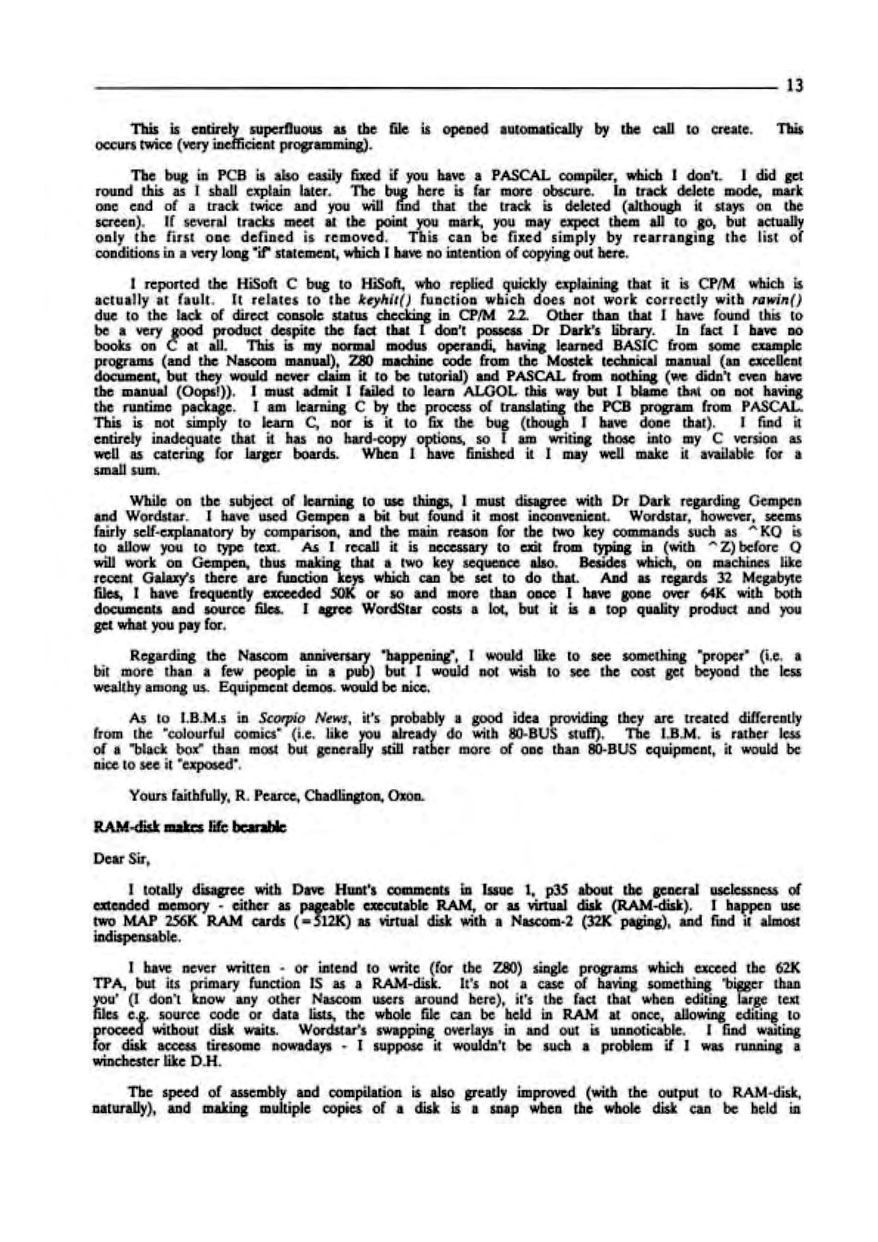 13
This is entirely superfluous as the file is opened automatically by the call to create. This
occurs twice (very inefficient programming).
The bug in PCB is also easily fixed if you have a PASCAL compiler, which I don't. I did get
round this as I shall explain later. The bug here is far more obscure. In track delete mode, mark
one end of a track twice and you will find that the track is deleted (although it stays on the
screen). If several tracks meet at the point you mark, you may expect them all to go, but actually
only the first one defined is removed. This can be fixed simply by rearranging the list of
conditions in a very long "if" statement, which I have no intention of copying out here.
I reported the HiSoft C bug to HiSoft, who replied quickly explaining that it is CP/M which is
actually at fault. It relates to the keyhit() function which does not work correctly with rawin()
due to the lack of direct console status checking in CP/M 2.2. Other than that I have found this to
be a very good product despite the fact that I don't possess Dr Dark's library. In fact I have no
books on C at all. This is my normal modus operandi, having learned BASIC from some example
programs (and the Nascom manual), Z80 machine code from the Mostek technical manual (an excellent
document, but they would never claim it to be tutorial) and PASCAL from nothing (we didn't even have
the manual (Oops!)). I must admit I failed to learn ALGOL this way but I blame that on not having
the runtime package. I am learning C by the process of translating the PCB program from PASCAL.
This is not simply to learn C, nor is it to fix the bug (though I have done that). I find it
entirely inadequate that it has no hard-copy options, so I am writing those into my C version as
well as catering for larger boards. When I have finished it I may well make it available for a
small sum.
While on the subject of learning to use things, I must disagree with Dr Dark regarding Gempen
and Wordstar. I have used Gempen a bit but found it most inconvenient. Wordstar, however, seems
fairly self-explanatory by comparison, and the main reason for the two key commands such as ^KQ is
to allow you to type text. As I recall it is necessary to exit from typing in (with ^Z) before Q
will work on Gempen, thus making that a two key sequence also. Besides which, on machines like
recent Galaxy's there are function keys which can be set to do that. And as regards 32 Megabyte
files, I have frequently exceeded 50K or so and more than once I have gone over 64K with both
documents and source files. I agree WordStar costs a lot, but it is a top quality product and you
get what you pay for.
Regarding the Nascom anniversary "happening", I would like to see something "proper" (i.e. a
bit more than a few people in a pub) but I would not wish to see the cost get beyond the less
wealthy among us. Equipment demos. would be nice.
As to I.B.M.s in Scorpio News, it's probably a good idea providing they are treated differently
from the "colourful comics" (i.e. like you already do with 80-BUS stuff). The I.B.M. is rather less
of a "black box" than most but generally still rather more of one than 80-BUS equipment, it would be
nice to see it "exposed".
Yours faithfully, R. Pearce, Chadlington, Oxon.
RAM-disk makes life bearable
Dear Sir,
I totally disagree with Dave Hunt's comments in Issue 1, p35 about the general uselessness of
extended memory - either as pageable executable RAM, or as virtual disk (RAM-disk). I happen use
two MAP 256K RAM cards (=512K) as virtual disk with a Nascom-2 (32K paging), and find it almost
indispensable.
I have never written - or intend to write (for the Z80) single programs which exceed the 62K
TPA, but its primary function IS as a RAM-disk. It's not a case of having something 'bigger than
you' (I don't know any other Nascom users around here), it's the fact that when editing large text
files e.g. source code or data lists, the whole file can be held in RAM at once, allowing editing to
proceed without disk waits. Wordstar's swapping overlays in and out is unnoticable. I find waiting
for disk access tiresome nowadays - I suppose it wouldn't be such a problem if I was running a
winchester like D.H.
The speed of assembly and compilation is also greatly improved (with the output to RAM-disk,
naturally), and making multiple copies of a disk is a snap when the whole disk can be held in